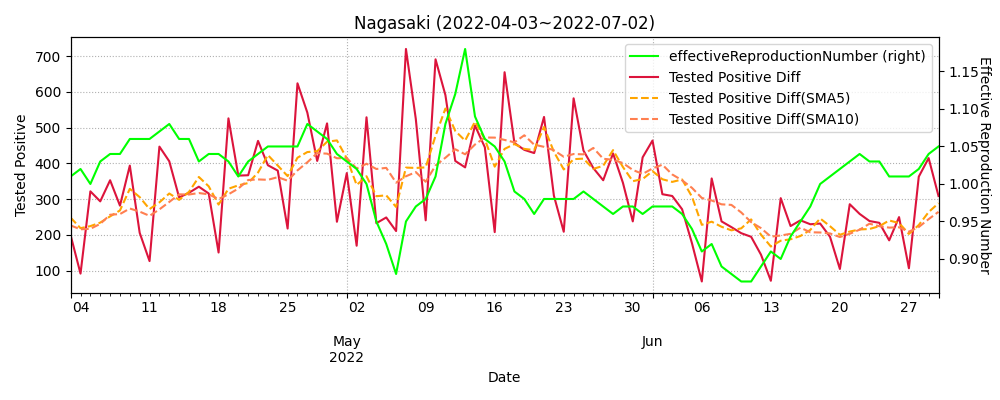 Nagasaki (2022-04-03~2022-07-02)
effectiveReproductionNumber (right)
Tested Positive Diff
Tested Positive Diff(SMA5)
Tested Positive Diff(SMA10)
Tested Positive
700
600
500
400
300
200
100
1.15
1.10
1.05
1.00
0.95
0.90
Effective Reproduction Number
04 11 18 25 02 09 16 23 30 06 13 20 27
May Jun
2022
Date